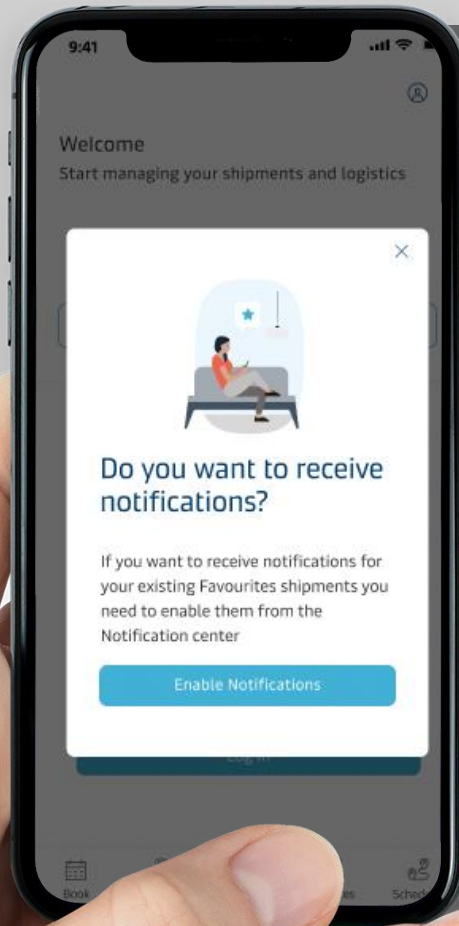 9:41
Welcome
Start managing your shipments and logistics
Do you want to receive
notifications?
If you want to receive notifications for
your existing Favourites shipments you
need to enable them from the
Notification center
Enable Notifications
Log in
Book